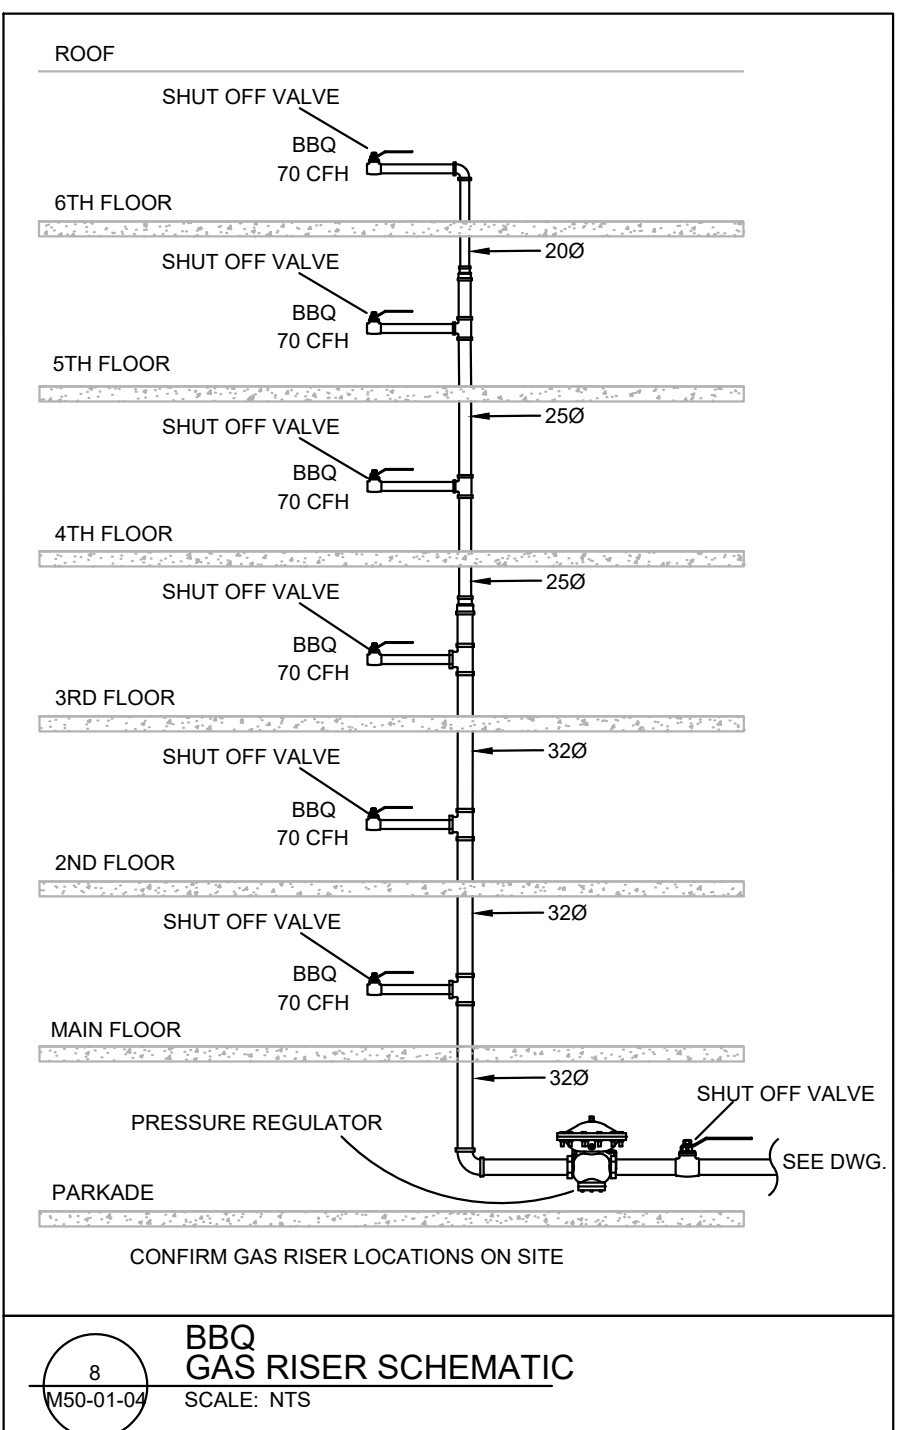 ROOF
SHUT OFF VALVE
BBQ
70 CFH
6TH FLOOR
20Ø
SHUT OFF VALVE
BBQ
70 CFH
5TH FLOOR
25Ø
SHUT OFF VALVE
BBQ
70 CFH
4TH FLOOR
25Ø
SHUT OFF VALVE
BBQ
70 CFH
3RD FLOOR
32Ø
SHUT OFF VALVE
BBQ
70 CFH
2ND FLOOR
32Ø
SHUT OFF VALVE
BBQ
70 CFH
MAIN FLOOR
32Ø
SHUT OFF VALVE
PRESSURE REGULATOR
SEE DWG.
PARKADE
CONFIRM GAS RISER LOCATIONS ON SITE
8
M50-01-04
BBQ
GAS RISER SCHEMATIC
SCALE: NTS